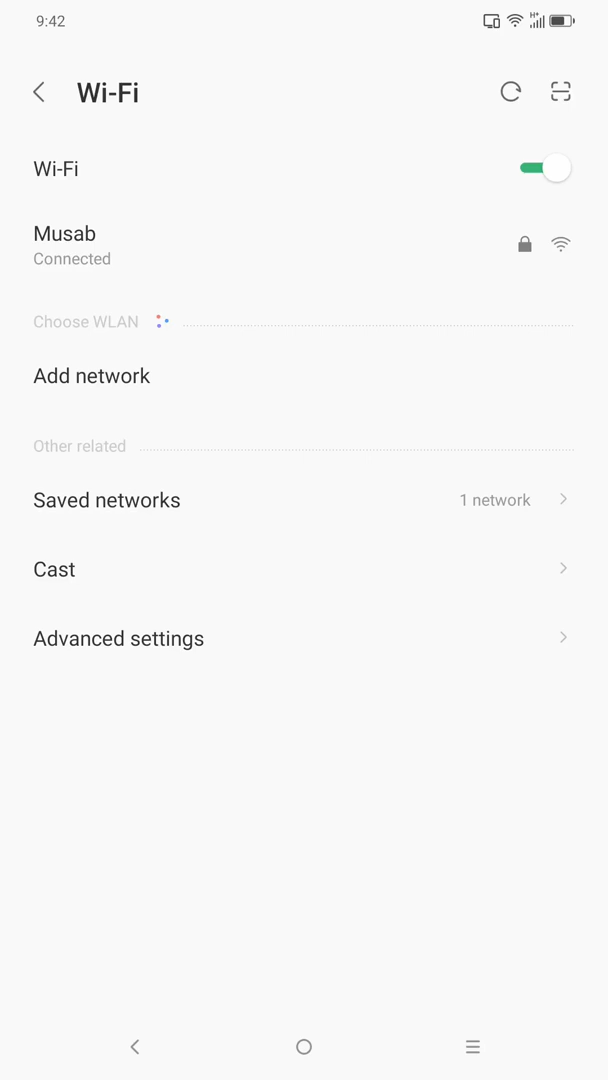 9:42
H+
Wi-Fi
Wi-Fi
Musab
Connected
Choose WLAN
Add network
Other related
Saved networks 1 network
Cast
Advanced settings